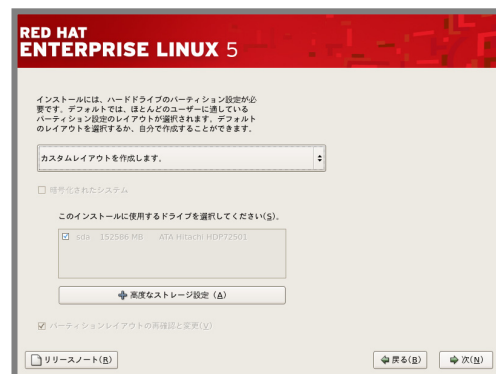 RED HAT
ENTERPRISE LINUX 5
インストールには、ハードドライブのパーティション設定が必
要です。デフォルトでは、ほとんどのユーザーに適している
パーティション設定のレイアウトが選択されます。デフォルト
のレイアウトを選択するか、自分で作成することができます。
カスタムレイアウトを作成します。
暗号化されたシステム
このインストールに使用するドライブを選択してください(S)。
sda 152586 MB ATA Hitachi HDP72501
高度なストレージ設定 (A)
パーティションレイアウトの再確認と変更(V)
リリースノート(R)
戻る(B)
次(N)